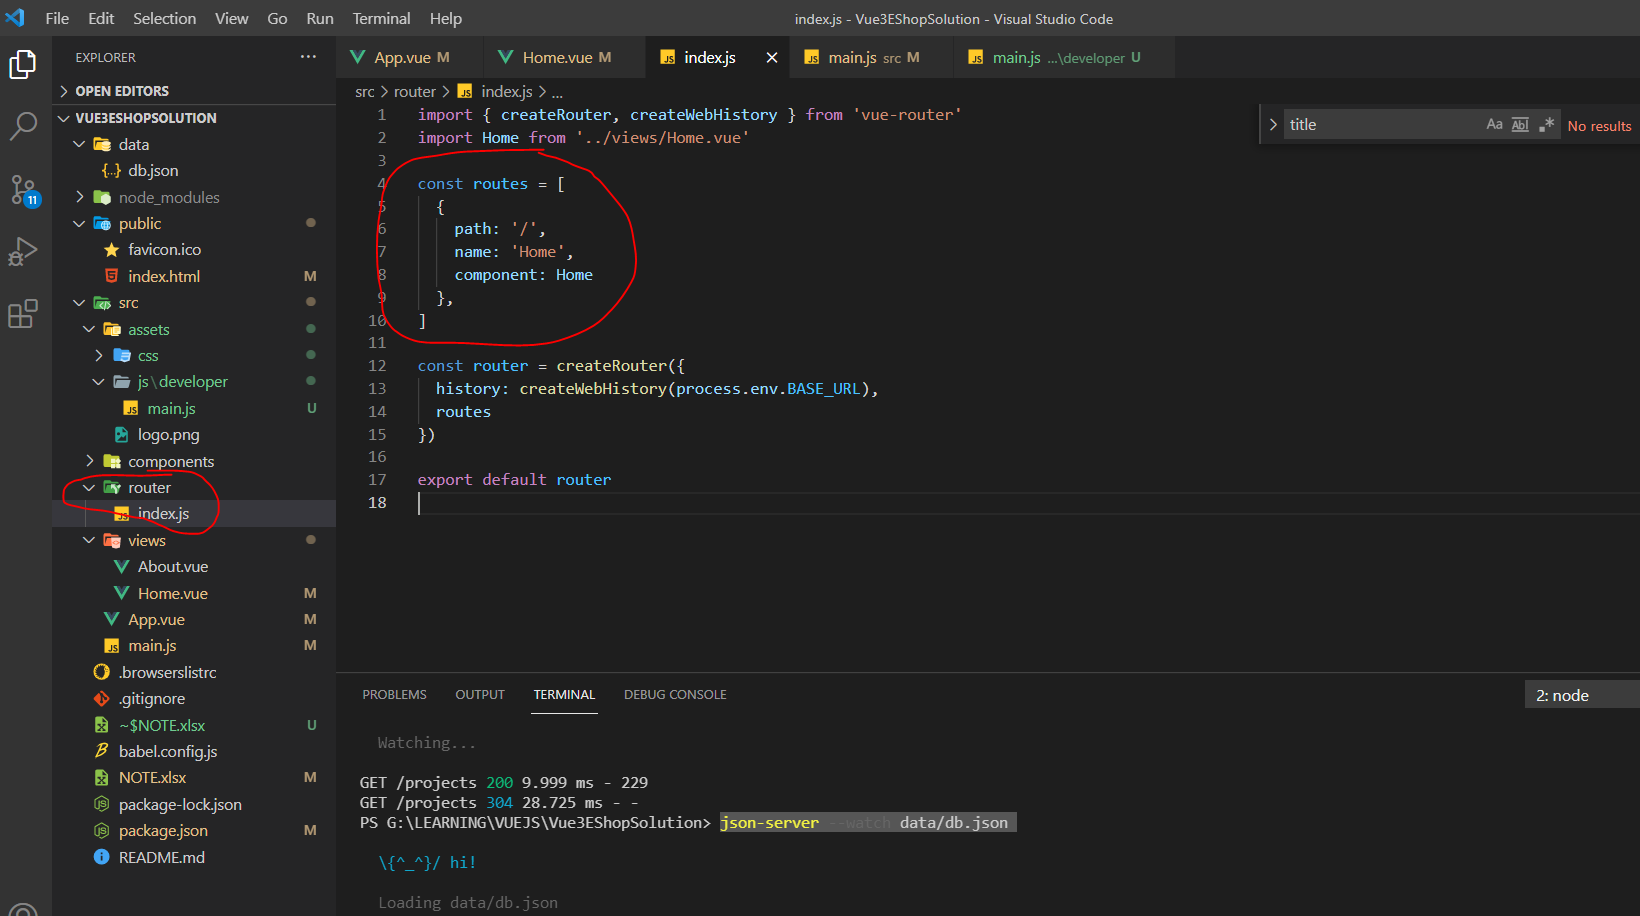 File Edit Selection View Go Run Terminal Help
index.js - Vue3EShopSolution - Visual Studio Code
EXPLORER
OPEN EDITORS
VUE3ESHOPSOLUTION
data
db.json
node_modules
public
favicon.ico
index.html M
src
assets
css
js\developer
main.js U
logo.png
components
router
index.js
views
About.vue
Home.vue M
App.vue M
main.js M
.browserslistrc
.gitignore
~$NOTE.xlsx U
babel.config.js
NOTE.xlsx M
package-lock.json
package.json M
README.md
11
App.vue M
Home.vue M
index.js
main.js src M
main.js ...\developer U
src > router > index.js > ...
title
Aa Abl .* No results
1 import { createRouter, createWebHistory } from 'vue-router'
2 import Home from '../views/Home.vue'
3
4 const routes = [
5 {
6 path: '/',
7 name: 'Home',
8 component: Home
9 },
10 ]
11
12 const router = createRouter({
13 history: createWebHistory(process.env.BASE_URL),
14 routes
15 })
16
17 export default router
18
PROBLEMS OUTPUT TERMINAL DEBUG CONSOLE
2: node
Watching...
GET /projects 200 9.999 ms - 229
GET /projects 304 28.725 ms - -
PS G:\LEARNING\VUEJS\Vue3EShopSolution> json-server --watch data/db.json
\{^_^}/ hi!
Loading data/db.json